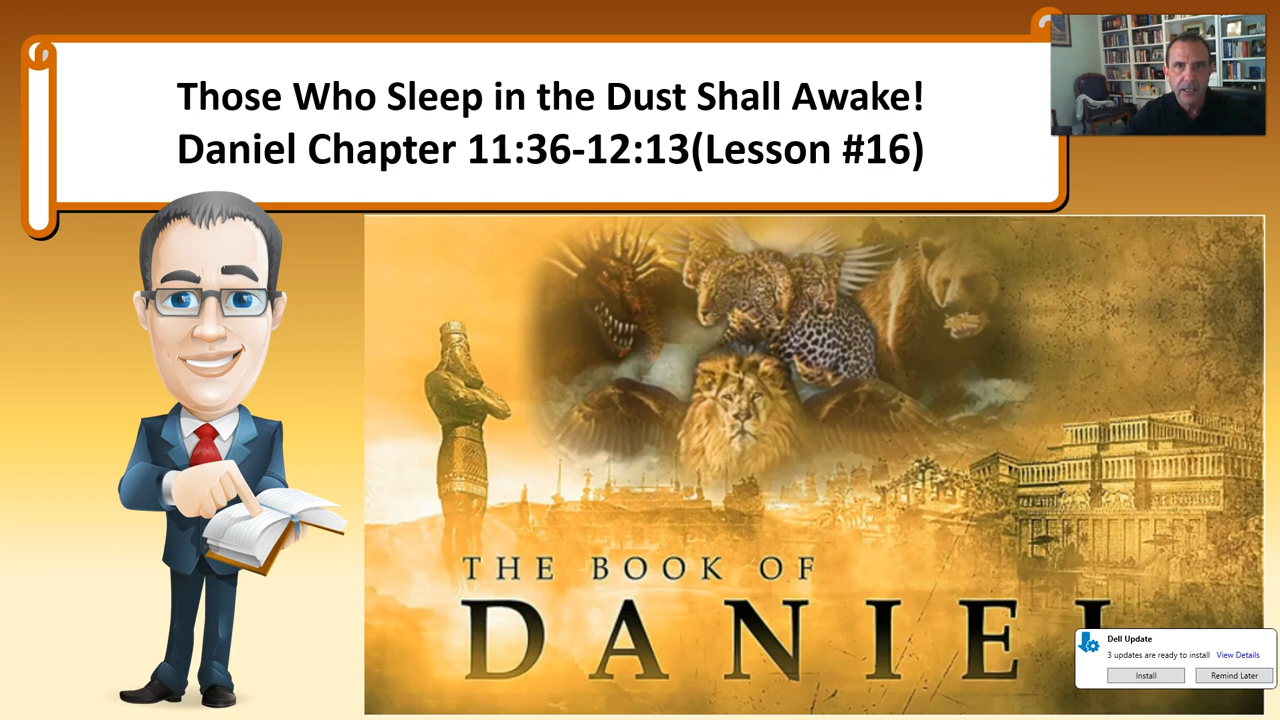 Those Who Sleep in the Dust Shall Awake!
Daniel Chapter 11:36-12:13(Lesson #16)
THE BOOK OF
DANIEL
Dell Update
3 updates are ready to install View Details
Install Remind Later